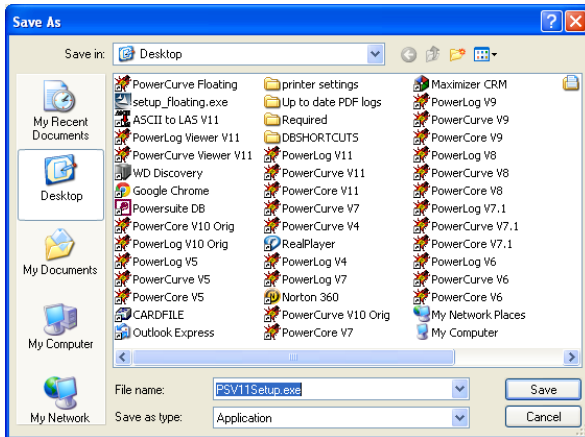 Save As
Save in:
Desktop
My Recent
Documents
Desktop
My Documents
My Computer
My Network
PowerCurve Floating
setup_floating.exe
ASCII to LAS V11
PowerLog Viewer V11
PowerCurve Viewer V11
WD Discovery
Google Chrome
Powersuite DB
PowerCore V10 Orig
PowerLog V10 Orig
PowerLog V5
PowerCurve V5
PowerCore V5
CARDFILE
Outlook Express
printer settings
Up to date PDF logs
Required
DBSHORTCUTS
PowerLog V11
PowerCurve V11
PowerCore V11
PowerCurve V7
PowerCurve V4
RealPlayer
PowerLog V4
PowerLog V7
Norton 360
PowerCurve V10 Orig
PowerCore V7
Maximizer CRM
PowerLog V9
PowerCurve V9
PowerCore V9
PowerLog V8
PowerCurve V8
PowerCore V8
PowerLog V7.1
PowerCurve V7.1
PowerCore V7.1
PowerLog V6
PowerCurve V6
PowerCore V6
My Network Places
My Computer
File name:
PSV11Setup.exe
Save
Save as type:
Application
Cancel